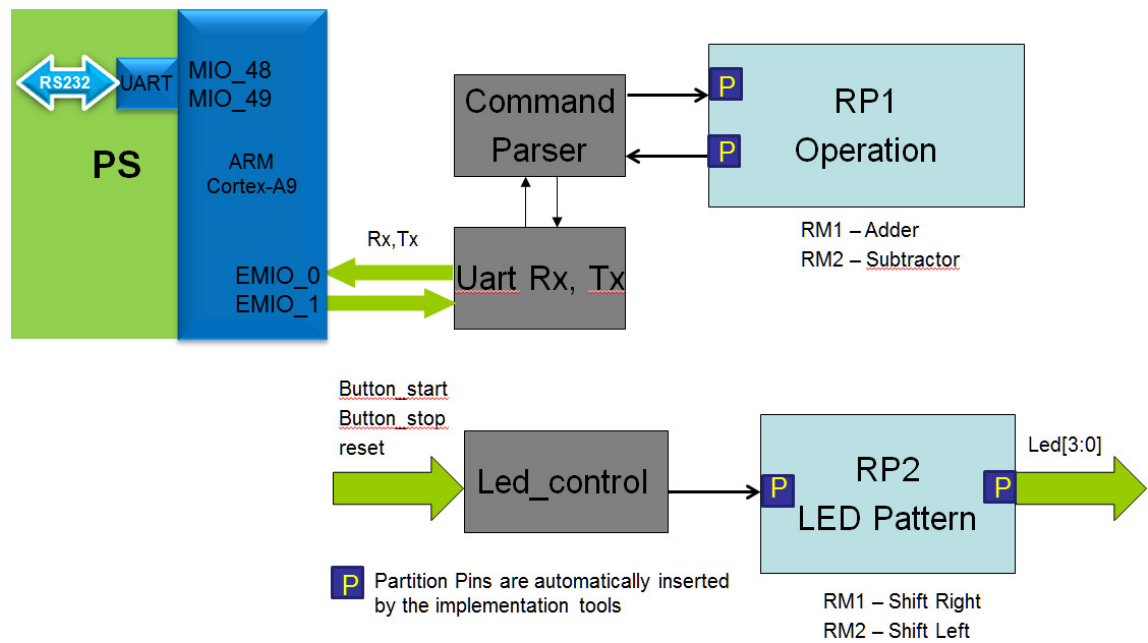 RS232
UART
MIO_48
MIO_49
PS
ARM
Cortex-A9
EMIO_0
EMIO_1
Rx,Tx
Command
Parser
Uart Rx, Tx
P
P
RP1
Operation
RM1 – Adder
RM2 – Subtractor
Button_start
Button_stop
reset
Led_control
P
RP2
LED Pattern
P
Led[3:0]
P
Partition Pins are automatically inserted
by the implementation tools
RM1 – Shift Right
RM2 – Shift Left